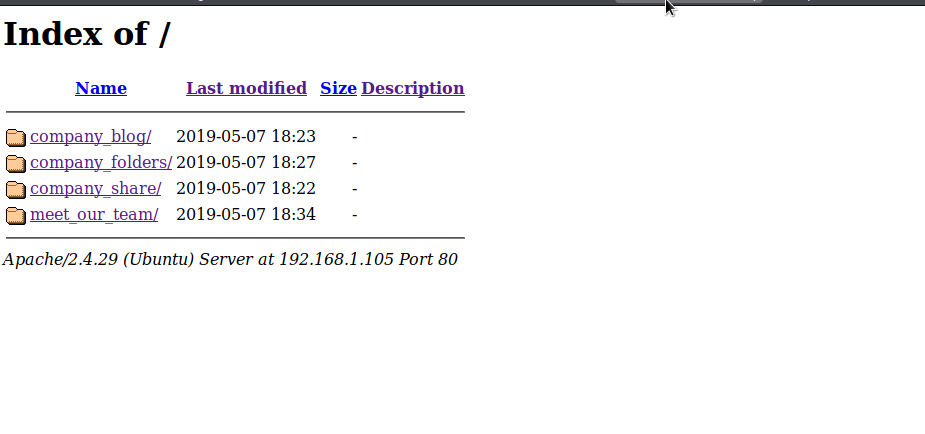 Index of /
Name Last modified Size Description
company_blog/ 2019-05-07 18:23 -
company_folders/ 2019-05-07 18:27 -
company_share/ 2019-05-07 18:22 -
meet_our_team/ 2019-05-07 18:34 -
Apache/2.4.29 (Ubuntu) Server at 192.168.1.105 Port 80